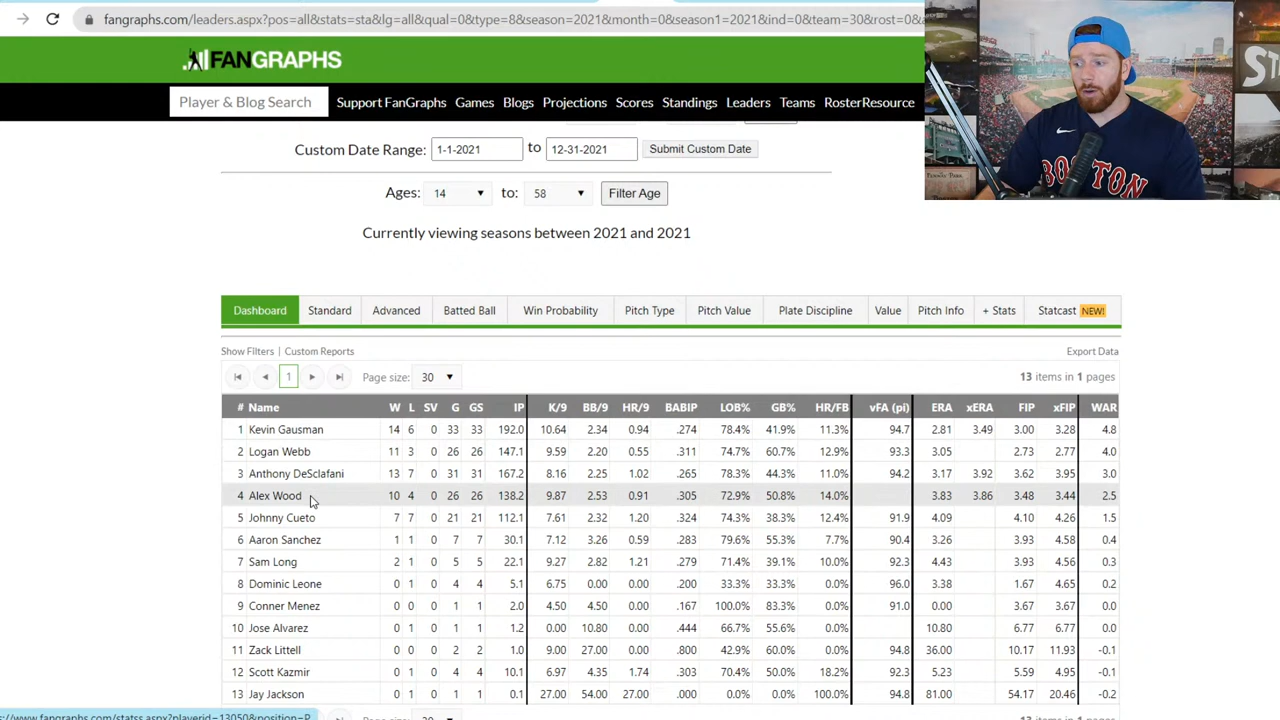 fangraphs.com/leaders.aspx?pos=all&stats=sta&lg=all&qual=0&type=8&season=2021&month=0&season1=2021&ind=0&team=30&rost=0&
FANGRAPHS
Player & Blog Search Support FanGraphs Games Blogs Projections Scores Standings Leaders Teams RosterResource
Custom Date Range: 1-1-2021 to 12-31-2021 Submit Custom Date
Ages: 14 to: 58 Filter Age
Currently viewing seasons between 2021 and 2021
Dashboard Standard Advanced Batted Ball Win Probability Pitch Type Pitch Value Plate Discipline Value Pitch Info + Stats Statcast NEW!
Show Filters | Custom Reports Export Data
1 Page size: 30 13 items in 1 pages
# Name W L SV G GS IP K/9 BB/9 HR/9 BABIP LOB% GB% HR/FB vFA (pi) ERA xERA FIP xFIP WAR
1 Kevin Gausman 14 6 0 33 33 192.0 10.64 2.34 0.94 .274 78.4% 41.9% 11.3% 94.7 2.81 3.49 3.00 3.28 4.8
2 Logan Webb 11 3 0 26 26 147.1 9.59 2.20 0.55 .311 74.7% 60.7% 12.9% 93.3 3.05 2.73 2.77 4.0
3 Anthony DeSclafani 13 7 0 31 31 167.2 8.16 2.25 1.02 .265 78.3% 44.3% 11.0% 94.2 3.17 3.92 3.62 3.95 3.0
4 Alex Wood 10 4 0 26 26 138.2 9.87 2.53 0.91 .305 72.9% 50.8% 14.0% 3.83 3.86 3.48 3.44 2.5
5 Johnny Cueto 7 7 0 21 21 112.1 7.61 2.32 1.20 .324 74.3% 38.3% 12.4% 91.9 4.09 4.10 4.26 1.5
6 Aaron Sanchez 1 1 0 7 7 30.1 7.12 3.26 0.59 .283 79.6% 55.3% 7.7% 90.4 3.26 3.93 4.58 0.4
7 Sam Long 2 1 0 5 5 22.1 9.27 2.82 1.21 .279 71.4% 39.1% 10.0% 92.3 4.43 3.93 4.56 0.3
8 Dominic Leone 0 1 0 4 4 5.1 6.75 0.00 0.00 .200 33.3% 33.3% 0.0% 96.0 3.38 1.67 4.65 0.2
9 Conner Menez 0 0 0 1 1 2.0 4.50 4.50 0.00 .167 100.0% 83.3% 0.0% 91.0 0.00 3.67 3.67 0.0
10 Jose Alvarez 0 1 0 1 1 1.2 0.00 10.80 0.00 .444 66.7% 55.6% 0.0% 10.80 6.77 6.77 0.0
11 Zack Littell 0 0 0 2 2 1.0 9.00 27.00 0.00 .800 42.9% 60.0% 0.0% 94.8 36.00 10.17 11.93 -0.1
12 Scott Kazmir 0 1 0 4 4 10.1 6.97 4.35 1.74 .303 70.4% 50.0% 18.2% 92.3 5.23 5.59 4.95 -0.1
13 Jay Jackson 0 1 0 1 1 0.1 27.00 54.00 27.00 .000 0.0% 0.0% 100.0% 94.8 81.00 54.17 20.46 -0.2
BOSTON